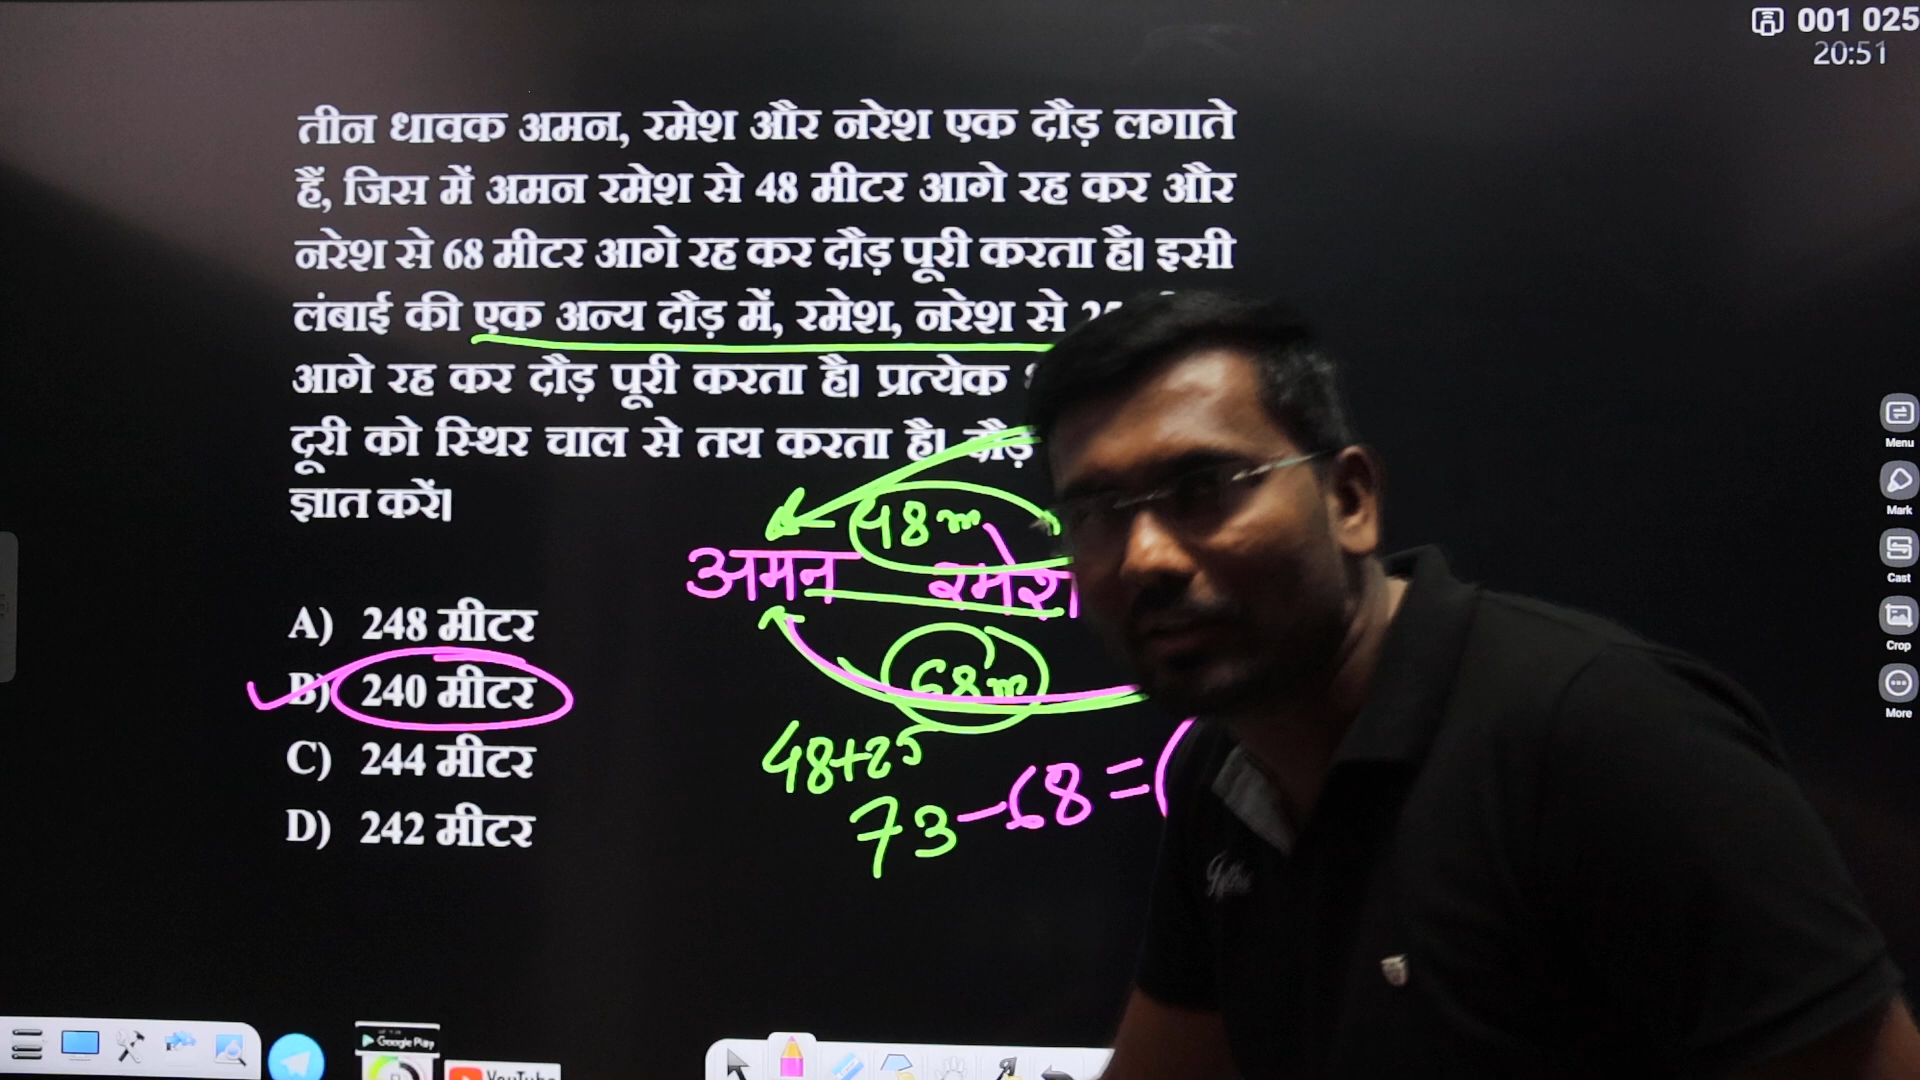 001 025
20:51
तीन धावक अमन, रमेश और नरेश एक दौड़ लगाते
हैं, जिस में अमन रमेश से 48 मीटर आगे रह कर और
नरेश से 68 मीटर आगे रह कर दौड़ पूरी करता है। इसी
लंबाई की एक अन्य दौड़ में, रमेश, नरेश से
आगे रह कर दौड़ पूरी करता है। प्रत्येक
दूरी को स्थिर चाल से तय करता है। दौड़
ज्ञात करें।
48m
अमन रमेश
68m
A) 248 मीटर
B) 240 मीटर
C) 244 मीटर
D) 242 मीटर
48+25
73-68=
Menu
Mark
Cast
Crop
More
Google Play
YouTube